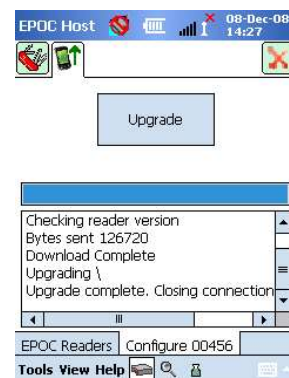 EPOC Host 08-Dec-08
14:27
Upgrade
Checking reader version
Bytes sent 126720
Download Complete
Upgrading \
Upgrade complete. Closing connection
EPOC Readers Configure 00456
Tools View Help